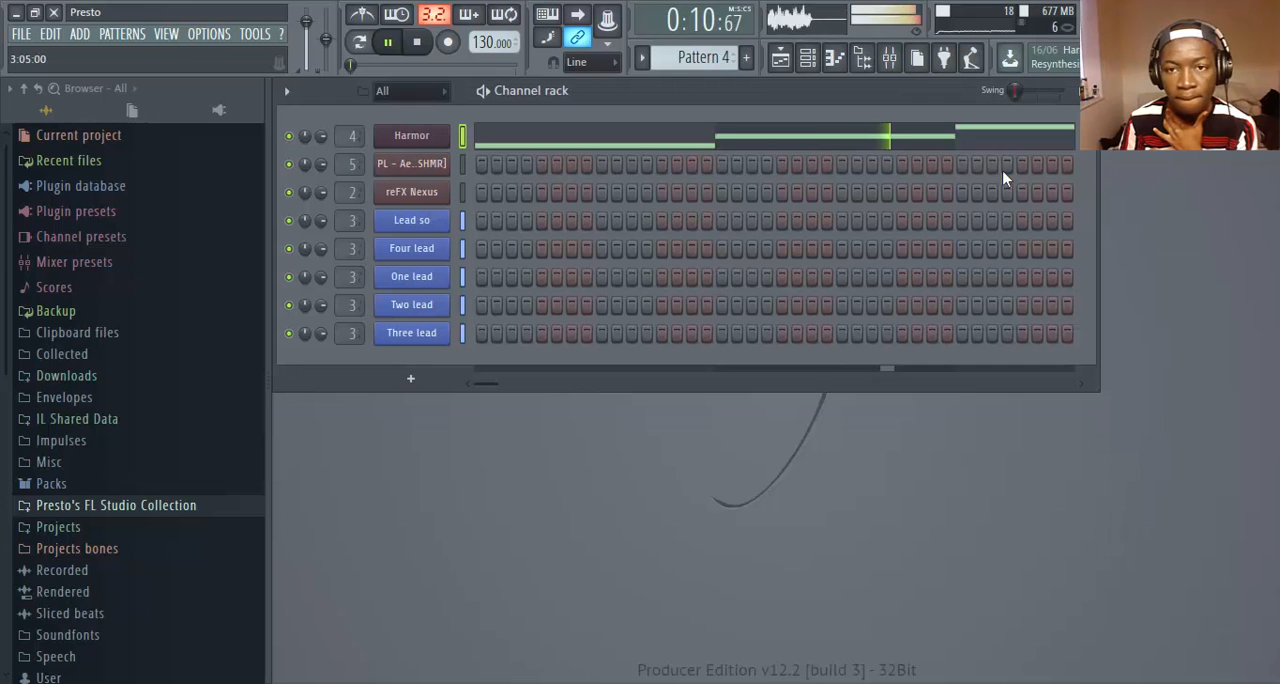 Presto
FILE EDIT ADD PATTERNS VIEW OPTIONS TOOLS ?
3:05:00
3.2.
130.000
Line
0:10:67
M:S:CS
Pattern 4
18
677 MB
6
16/06 Har
Resynthes
Browser - All
Current project
Recent files
Plugin database
Plugin presets
Channel presets
Mixer presets
Scores
Backup
Clipboard files
Collected
Downloads
Envelopes
IL Shared Data
Impulses
Misc
Packs
Presto's FL Studio Collection
Projects
Projects bones
Recorded
Rendered
Sliced beats
Soundfonts
Speech
User
All
Channel rack
Swing
4 Harmor
5 PL - Ae..SHMR]
2 reFX Nexus
3 Lead so
3 Four lead
3 One lead
3 Two lead
3 Three lead
+
Producer Edition v12.2 [build 3] - 32Bit